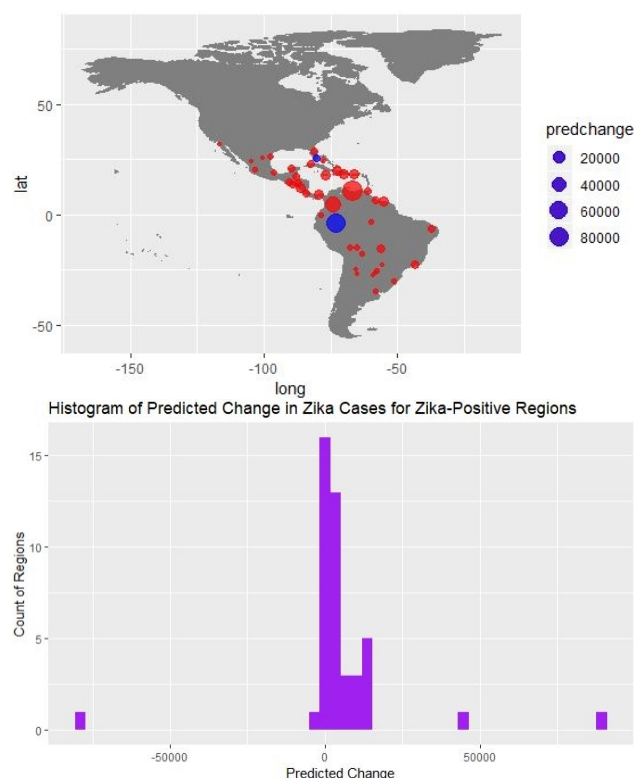 50
0
-50
lat
-150
-100
-50
long
predchange
20000
40000
60000
80000
Histogram of Predicted Change in Zika Cases for Zika-Positive Regions
15
10
5
0
Count of Regions
-50000
0
50000
Predicted Change